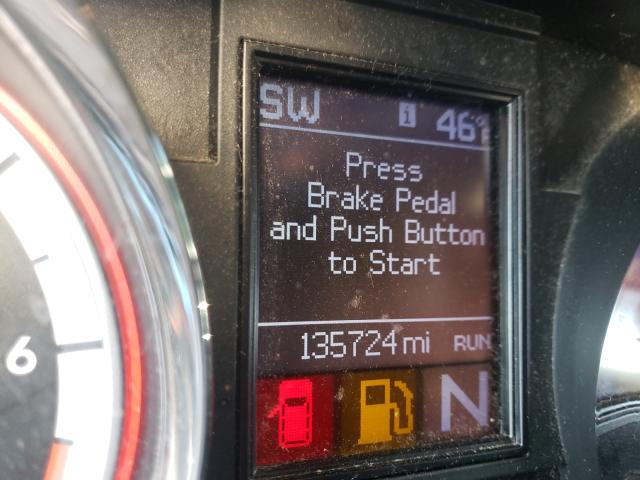 SW i 46°F
Press
Brake Pedal
and Push Button
to Start
135724 mi RUN
N
6